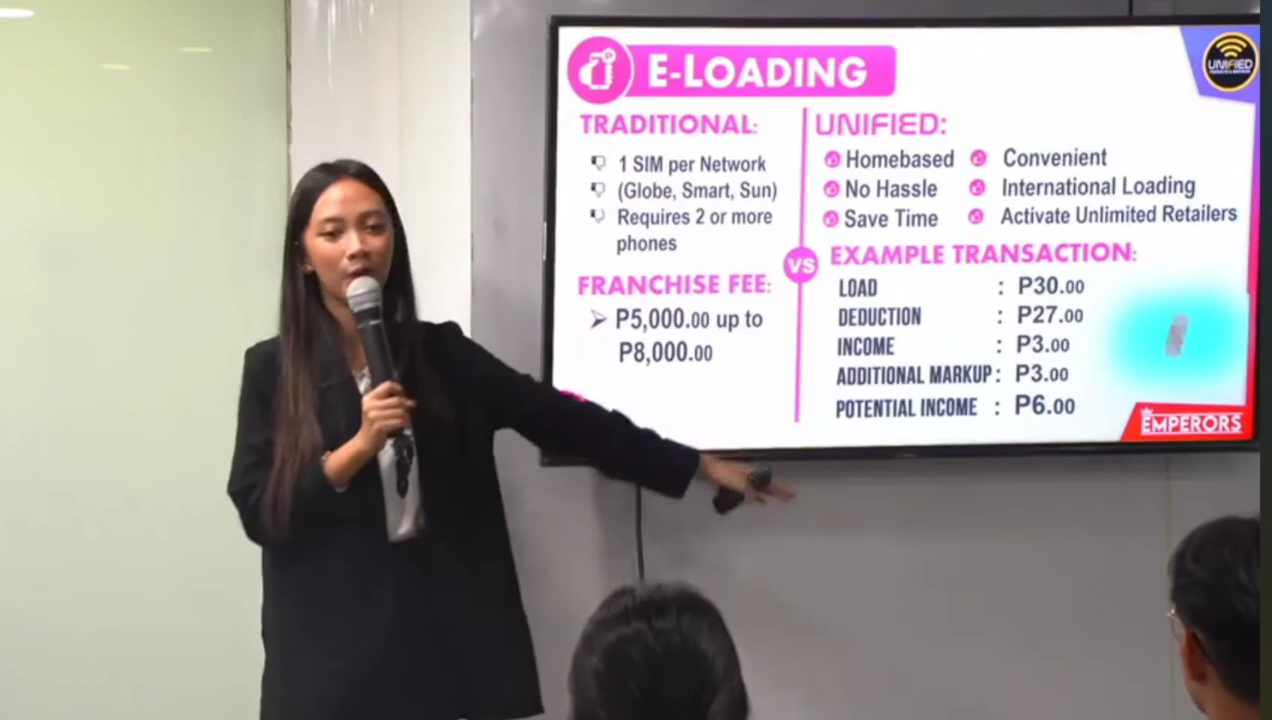 E-LOADING
UNIFIED
TRADITIONAL:
1 SIM per Network
(Globe, Smart, Sun)
Requires 2 or more
phones
FRANCHISE FEE:
P5,000.00 up to
P8,000.00
VS
UNIFIED:
Homebased
Convenient
No Hassle
International Loading
Save Time
Activate Unlimited Retailers
EXAMPLE TRANSACTION:
LOAD : P30.00
DEDUCTION : P27.00
INCOME : P3.00
ADDITIONAL MARKUP: P3.00
POTENTIAL INCOME : P6.00
EMPERORS